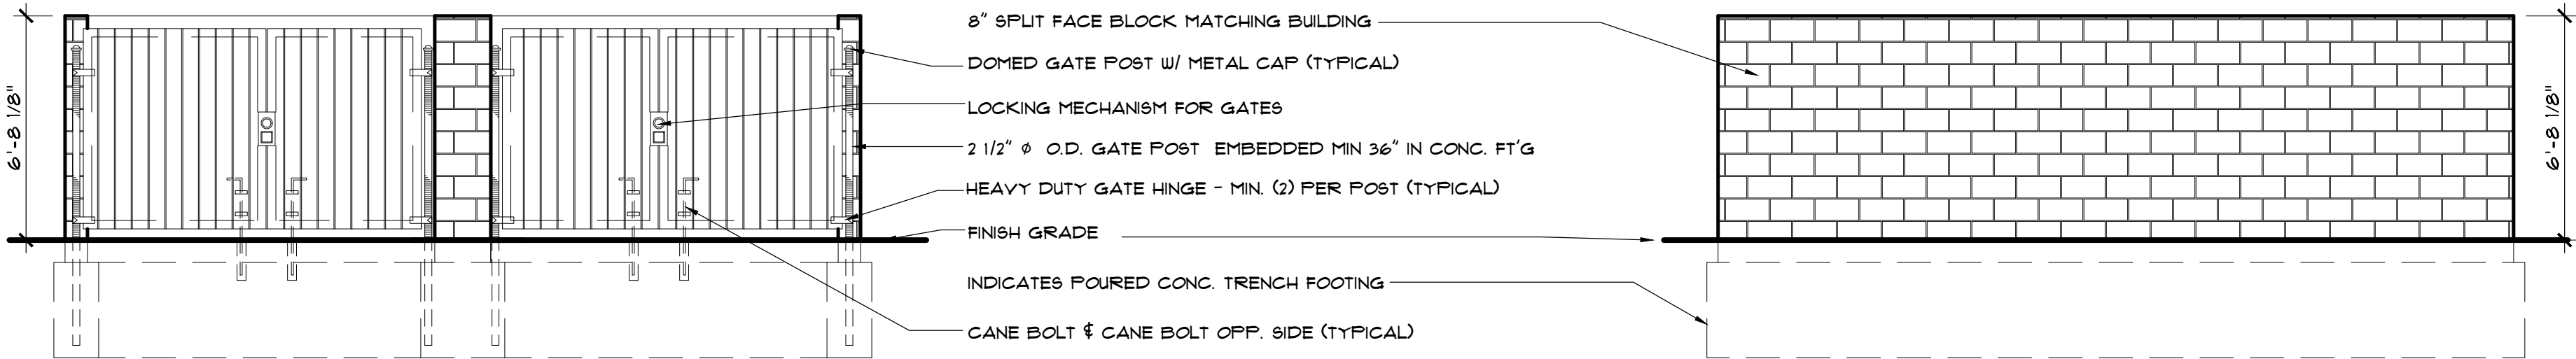 6'-8 1/8"
8" SPLIT FACE BLOCK MATCHING BUILDING
DOMED GATE POST W/ METAL CAP (TYPICAL)
LOCKING MECHANISM FOR GATES
2 1/2" ø O.D. GATE POST EMBEDDED MIN 36" IN CONC. FT'G
HEAVY DUTY GATE HINGE - MIN. (2) PER POST (TYPICAL)
FINISH GRADE
INDICATES POURED CONC. TRENCH FOOTING
CANE BOLT & CANE BOLT OPP. SIDE (TYPICAL)
6'-8 1/8"